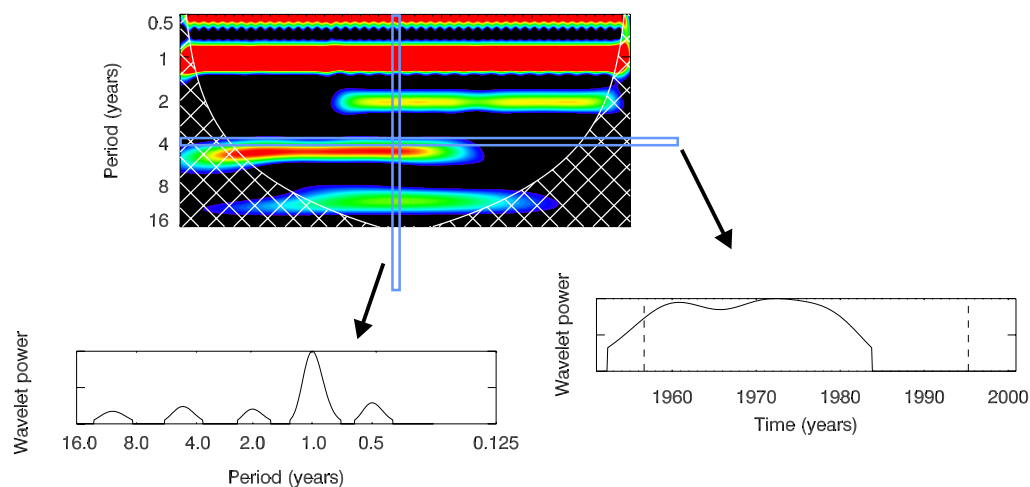 Period (years)
0.5
1
2
4
8
16
Wavelet power
16.0 8.0 4.0 2.0 1.0 0.5 0.125
Period (years)
Wavelet power
1960 1970 1980 1990 2000
Time (years)